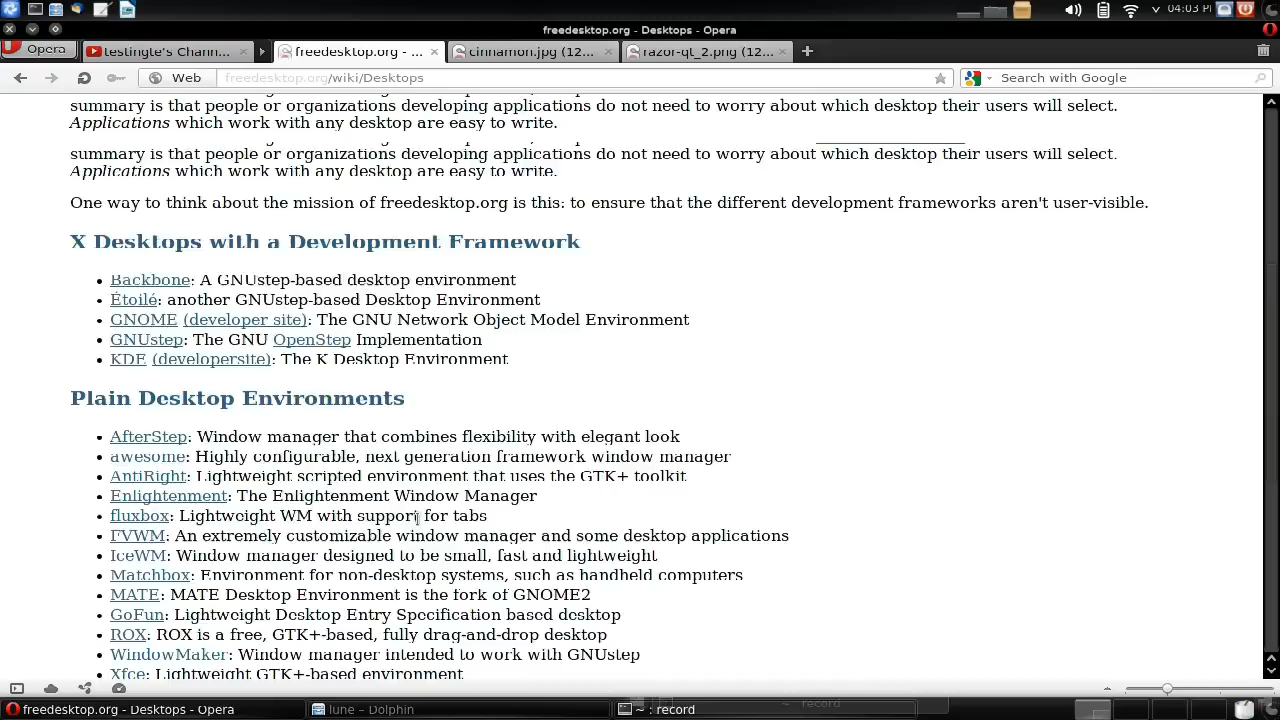 04:03 P
freedesktop.org - Desktops - Opera
Opera
testingte's Chann...
freedesktop.org - ...
cinnamon.jpg (12...
razor-qt_2.png (12...
Web
freedesktop.org/wiki/Desktops
Search with Google
summary is that people or organizations developing applications do not need to worry about which desktop their users will select.
Applications which work with any desktop are easy to write.
summary is that people or organizations developing applications do not need to worry about which desktop their users will select.
Applications which work with any desktop are easy to write.
One way to think about the mission of freedesktop.org is this: to ensure that the different development frameworks aren't user-visible.
X Desktops with a Development Framework
• Backbone: A GNUstep-based desktop environment
• Étoilé: another GNUstep-based Desktop Environment
• GNOME (developer site): The GNU Network Object Model Environment
• GNUstep: The GNU OpenStep Implementation
• KDE (developersite): The K Desktop Environment
Plain Desktop Environments
• AfterStep: Window manager that combines flexibility with elegant look
• awesome: Highly configurable, next generation framework window manager
• AntiRight: Lightweight scripted environment that uses the GTK+ toolkit
• Enlightenment: The Enlightenment Window Manager
• fluxbox: Lightweight WM with support for tabs
• FVWM: An extremely customizable window manager and some desktop applications
• IceWM: Window manager designed to be small, fast and lightweight
• Matchbox: Environment for non-desktop systems, such as handheld computers
• MATE: MATE Desktop Environment is the fork of GNOME2
• GoFun: Lightweight Desktop Entry Specification based desktop
• ROX: ROX is a free, GTK+-based, fully drag-and-drop desktop
• WindowMaker: Window manager intended to work with GNUstep
• Xfce: Lightweight GTK+-based environment
freedesktop.org - Desktops - Opera
lune – Dolphin
~ : record
~ : record